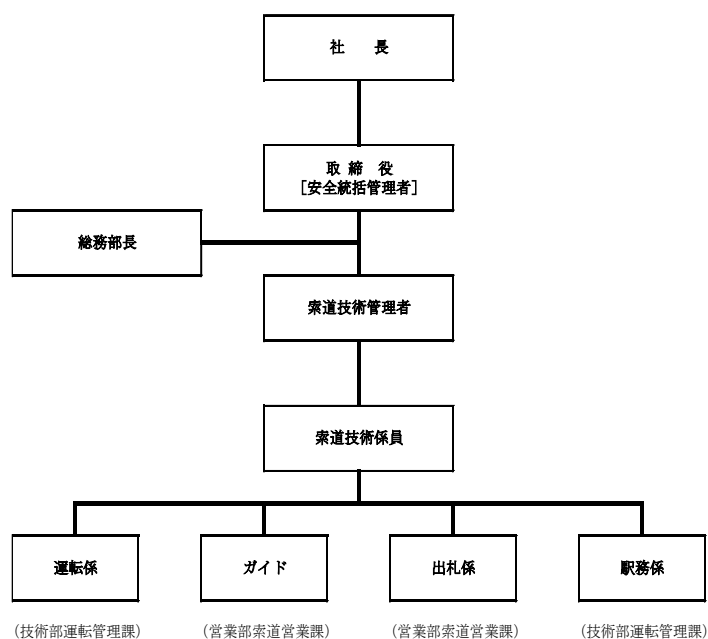 社　長
取 締 役
[安全統括管理者]
総務部長
索道技術管理者
索道技術係員
運転係
ガイド
出札係
駅務係
(技術部運転管理課)
(営業部索道営業課)
(営業部索道営業課)
(技術部運転管理課)